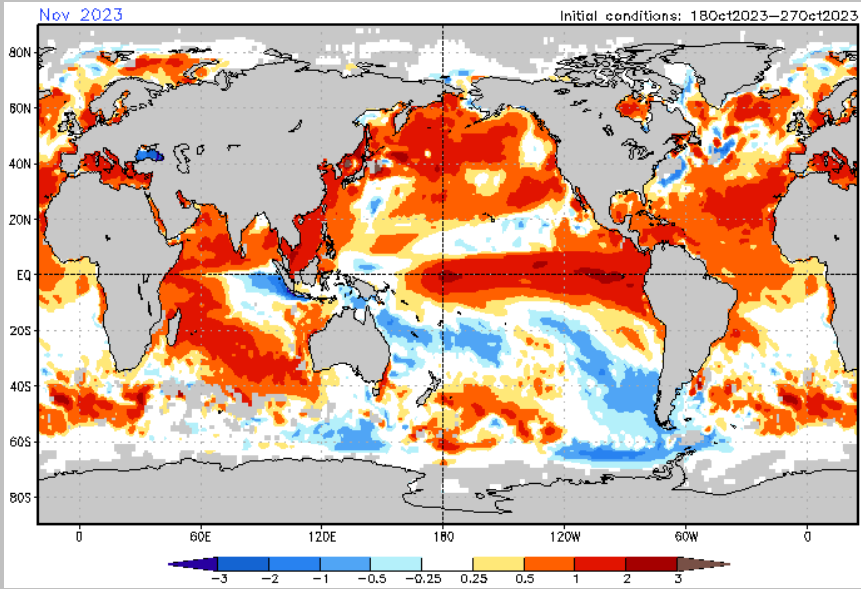 Nov 2023
Initial conditions: 18Oct2023−27Oct2023
80N
60N
40N
20N
EQ
20S
40S
60S
80S
0 60E 120E 180 120W 60W 0
−3 −2 −1 −0.5 −0.25 0.25 0.5 1 2 3